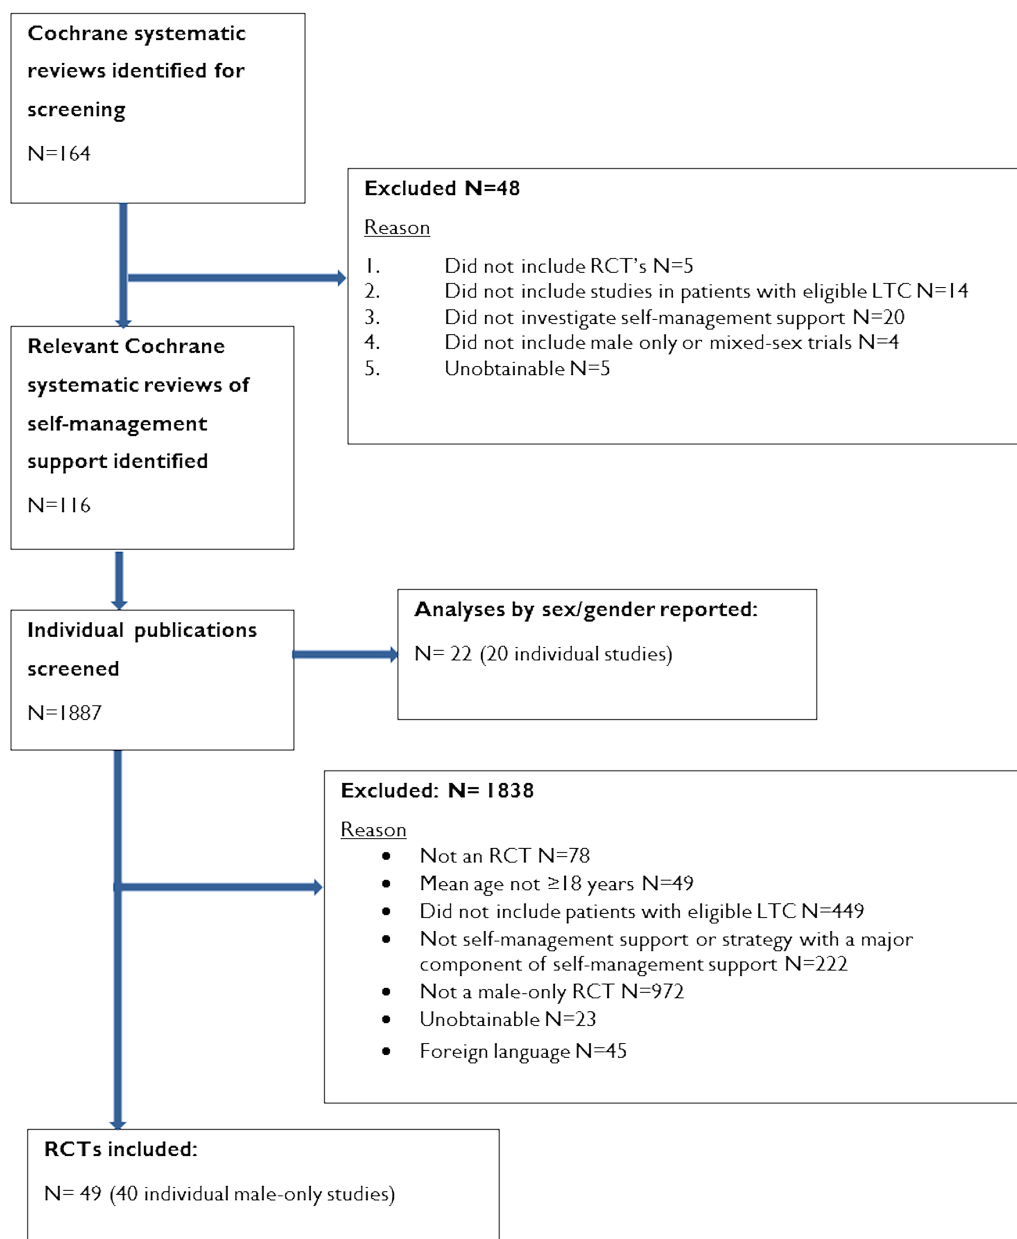 Cochrane systematic
reviews identified for
screening
N=164
Excluded N=48
Reason
1. Did not include RCT's N=5
2. Did not include studies in patients with eligible LTC N=14
3. Did not investigate self-management support N=20
4. Did not include male only or mixed-sex trials N=4
5. Unobtainable N=5
Relevant Cochrane
systematic reviews of
self-management
support identified
N=116
Individual publications
screened
N=1887
Analyses by sex/gender reported:
N= 22 (20 individual studies)
Excluded: N= 1838
Reason
• Not an RCT N=78
• Mean age not ≥18 years N=49
• Did not include patients with eligible LTC N=449
• Not self-management support or strategy with a major
component of self-management support N=222
• Not a male-only RCT N=972
• Unobtainable N=23
• Foreign language N=45
RCTs included:
N= 49 (40 individual male-only studies)